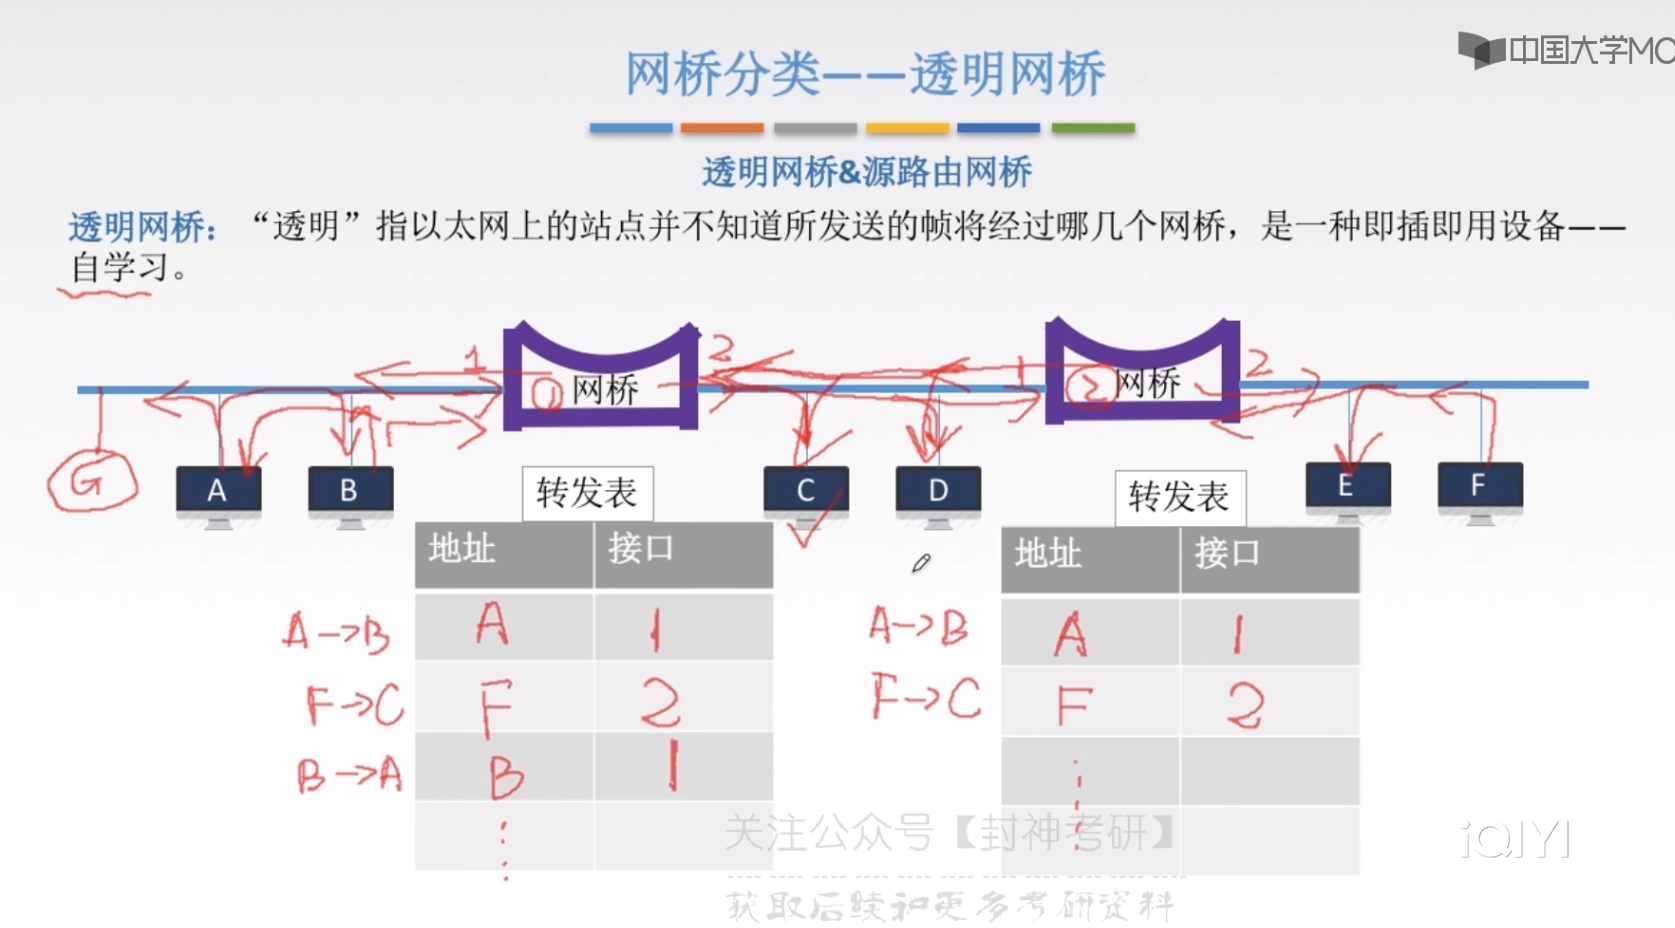 中国大学MO
网桥分类——透明网桥
透明网桥&源路由网桥
透明网桥：“透明”指以太网上的站点并不知道所发送的帧将经过哪几个网桥，是一种即插即用设备——
自学习。
1 ① 网桥 2 1 ② 网桥 2
G A B 转发表 C D 转发表 E F
地址 接口 地址 接口
A→B A 1 A→B A 1
F→C F 2 F→C F 2
B→A B 1
关注公众号【封神考研】
获取后续和更多考研资料
iQIYI